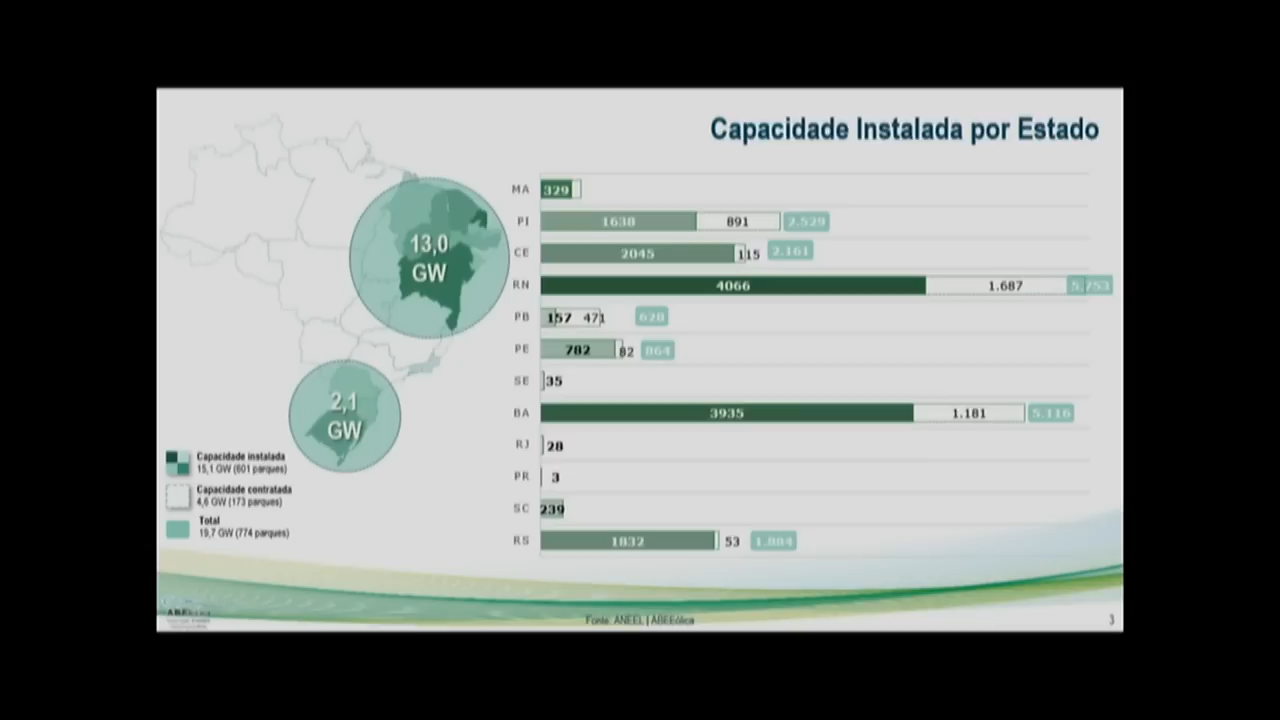 Capacidade Instalada por Estado
13,0
GW
2,1
GW
MA 329
PI 1638 891 2.529
CE 2045 115 2.161
RN 4066 1.687 5.753
PB 157 471 628
PE 782 82 864
SE 35
BA 3935 1.181 5.116
RJ 28
PR 3
SC 239
RS 1832 53 1.884
Capacidade instalada
15,1 GW (601 parques)
Capacidade contratada
4,6 GW (173 parques)
Total
19,7 GW (774 parques)
Fonte: ANEEL | ABEEólica
3